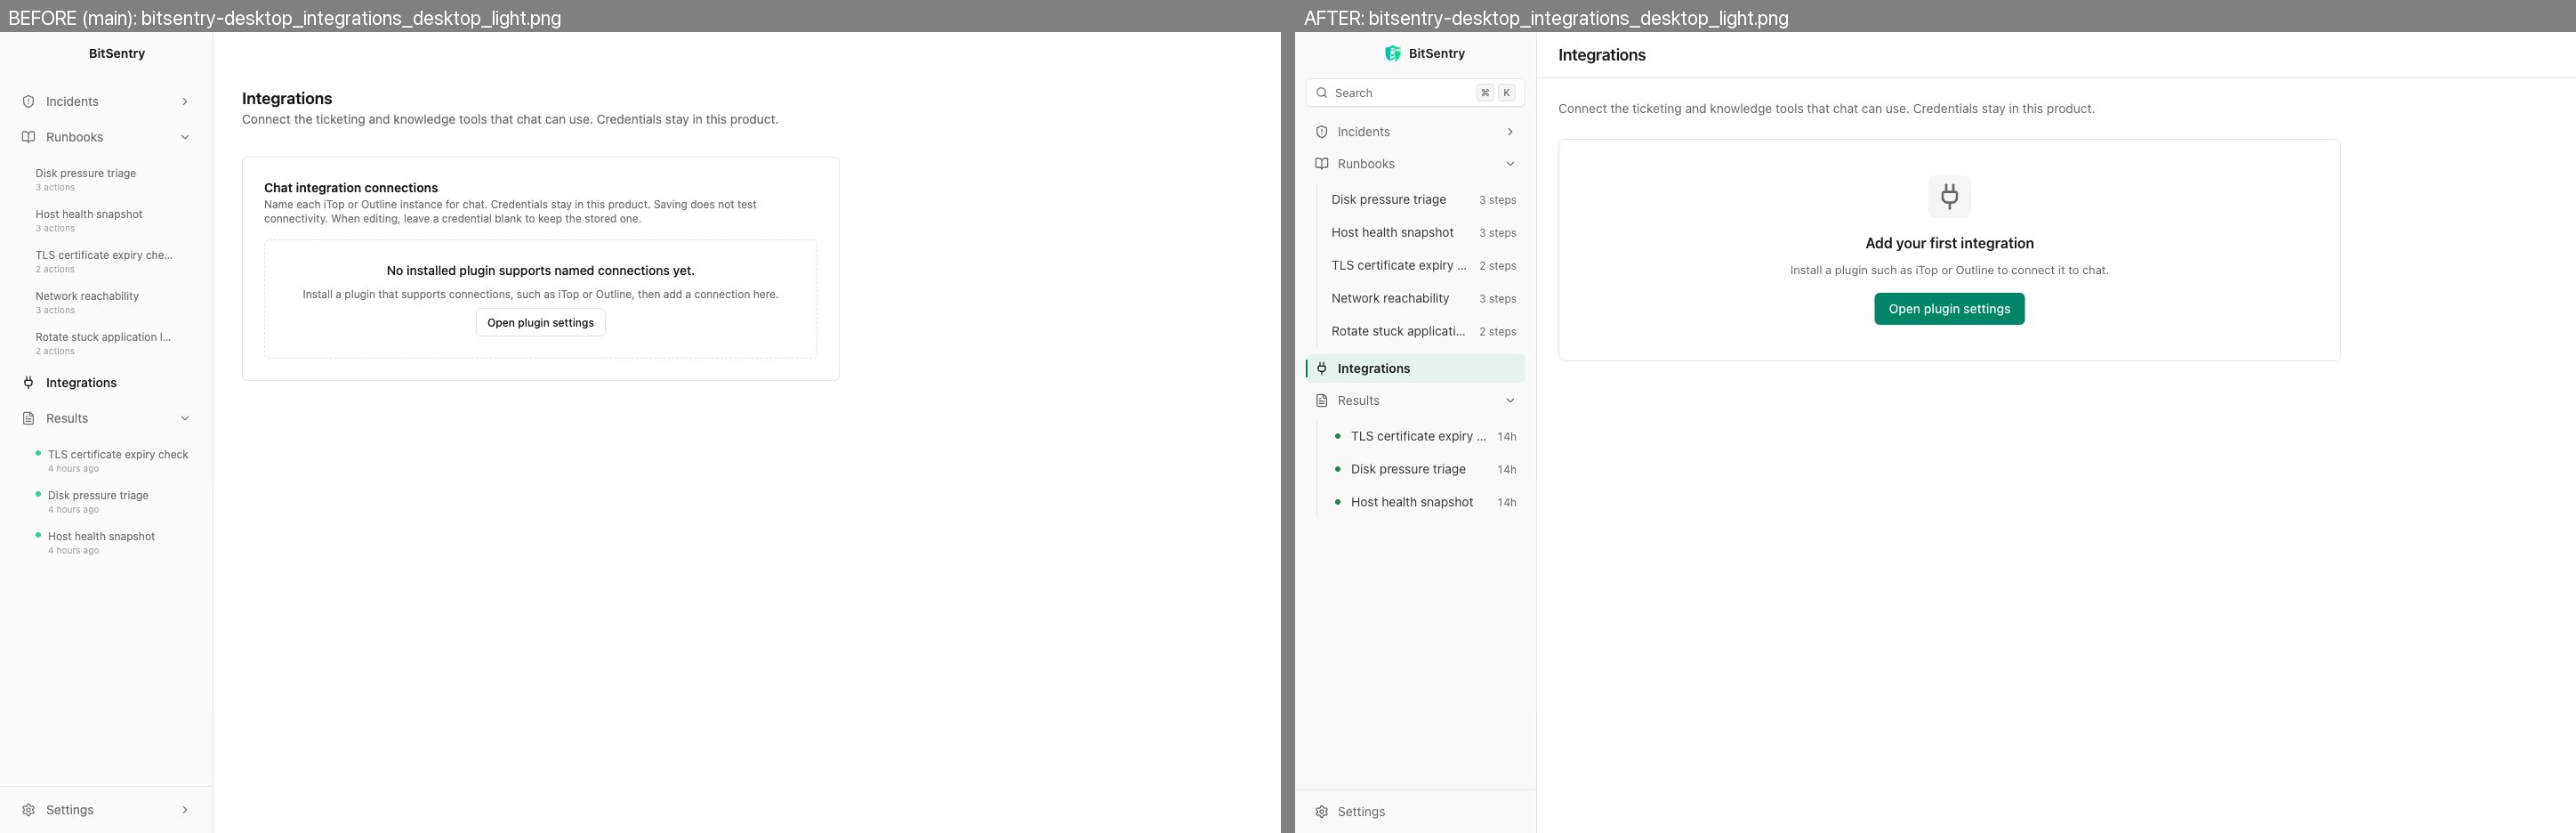 BEFORE (main): bitsentry-desktop_integrations_desktop_light.png
BitSentry
Incidents
Runbooks
Disk pressure triage
3 actions
Host health snapshot
3 actions
TLS certificate expiry che...
2 actions
Network reachability
3 actions
Rotate stuck application l...
2 actions
Integrations
Results
TLS certificate expiry check
4 hours ago
Disk pressure triage
4 hours ago
Host health snapshot
4 hours ago
Settings
Integrations
Connect the ticketing and knowledge tools that chat can use. Credentials stay in this product.
Chat integration connections
Name each iTop or Outline instance for chat. Credentials stay in this product. Saving does not test
connectivity. When editing, leave a credential blank to keep the stored one.
No installed plugin supports named connections yet.
Install a plugin that supports connections, such as iTop or Outline, then add a connection here.
Open plugin settings
AFTER: bitsentry-desktop_integrations_desktop_light.png
BitSentry
Search ⌘ K
Incidents
Runbooks
Disk pressure triage 3 steps
Host health snapshot 3 steps
TLS certificate expiry ... 2 steps
Network reachability 3 steps
Rotate stuck applicati... 2 steps
Integrations
Results
TLS certificate expiry ... 14h
Disk pressure triage 14h
Host health snapshot 14h
Settings
Integrations
Connect the ticketing and knowledge tools that chat can use. Credentials stay in this product.
Add your first integration
Install a plugin such as iTop or Outline to connect it to chat.
Open plugin settings